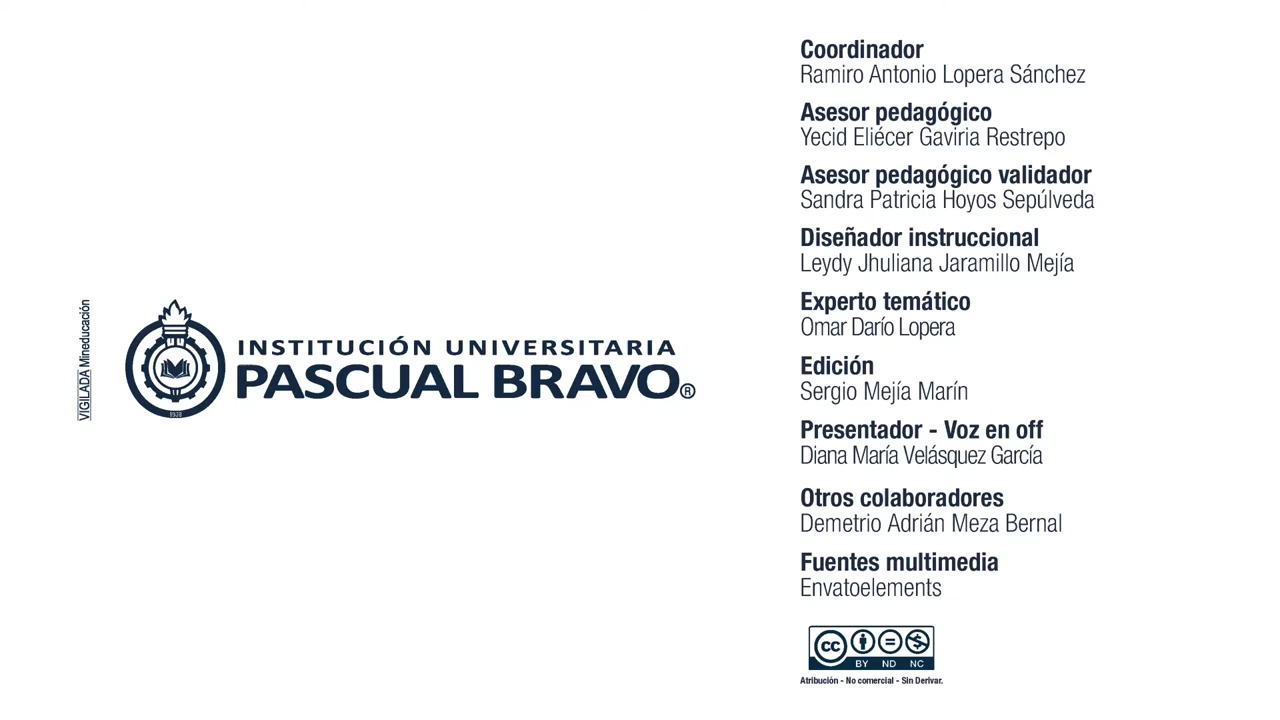 VIGILADA Mineducación
INSTITUCIÓN UNIVERSITARIA
PASCUAL BRAVO®
1938
Coordinador
Ramiro Antonio Lopera Sánchez
Asesor pedagógico
Yecid Eliécer Gaviria Restrepo
Asesor pedagógico validador
Sandra Patricia Hoyos Sepúlveda
Diseñador instruccional
Leydy Jhuliana Jaramillo Mejía
Experto temático
Omar Darío Lopera
Edición
Sergio Mejía Marín
Presentador - Voz en off
Diana María Velásquez García
Otros colaboradores
Demetrio Adrián Meza Bernal
Fuentes multimedia
Envatoelements
cc
BY ND NC
Atribución - No comercial - Sin Derivar.